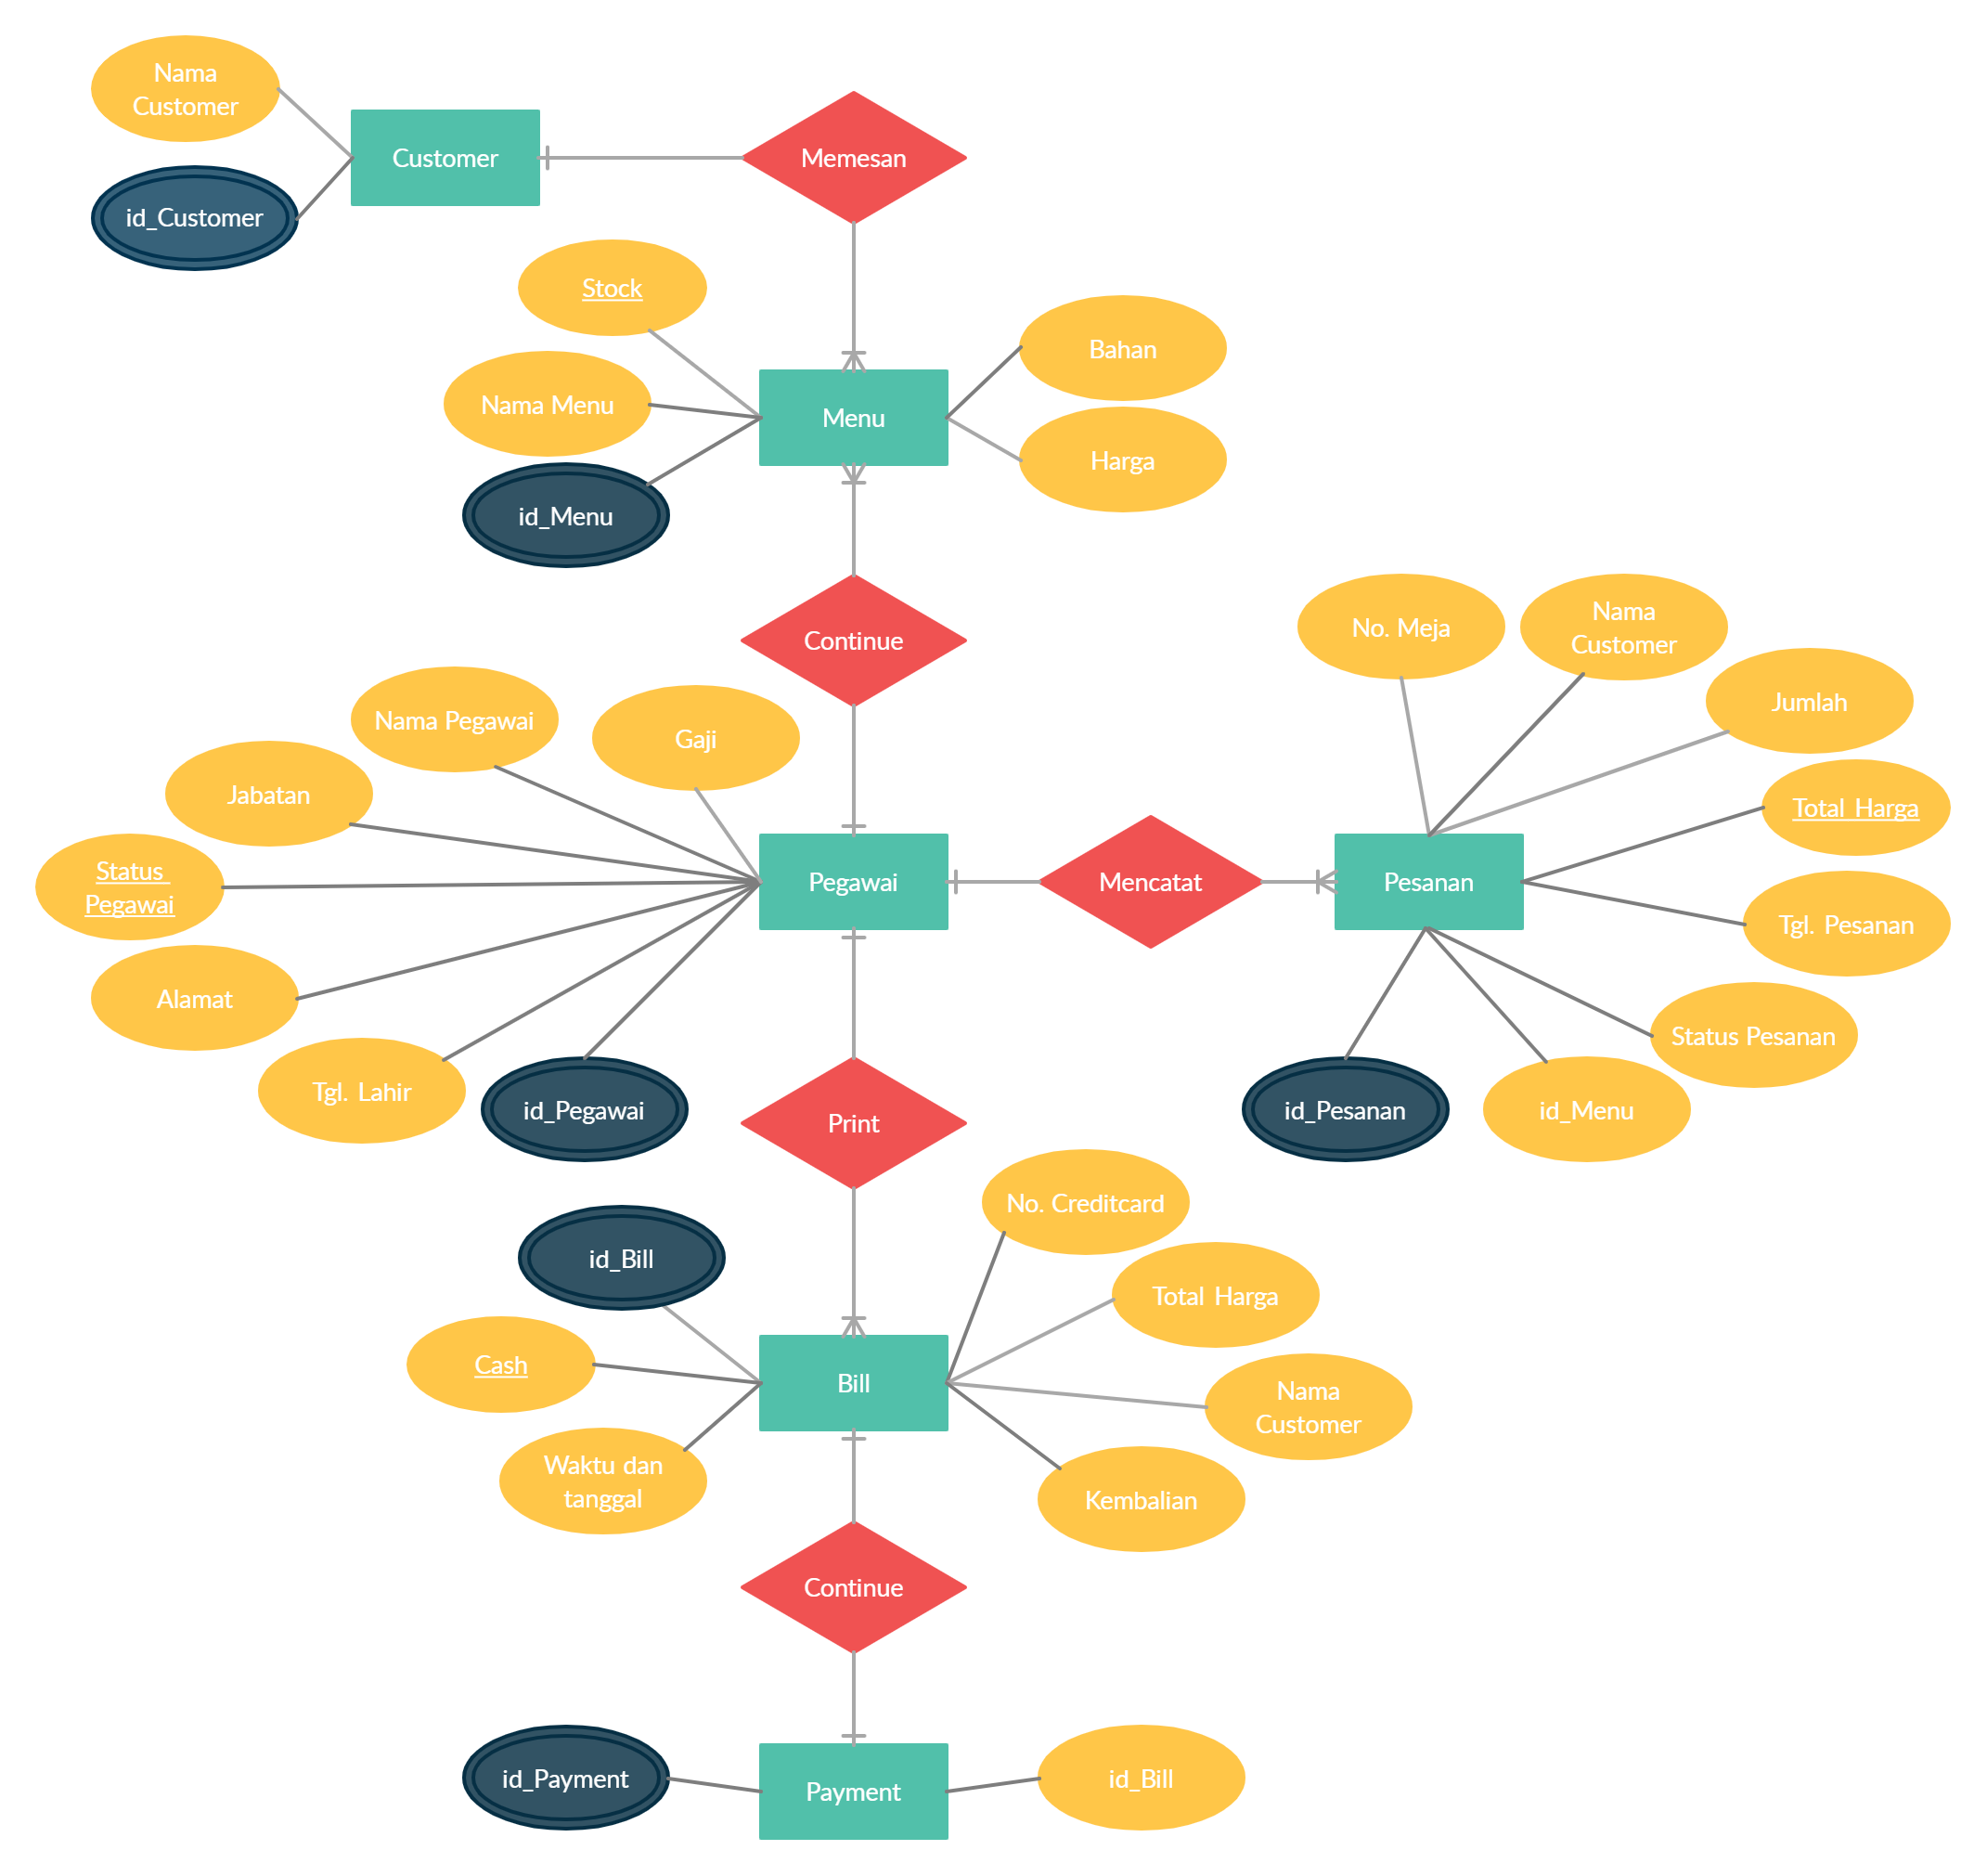 Nama
Customer
Customer
Memesan
id_Customer
Stock
Bahan
Nama Menu
Menu
Harga
id_Menu
No. Meja
Nama
Customer
Continue
Jumlah
Nama Pegawai
Gaji
Jabatan
Total Harga
Status
Pegawai
Pegawai
Mencatat
Pesanan
Tgl. Pesanan
Alamat
Status Pesanan
Tgl. Lahir
id_Pegawai
Print
id_Pesanan
id_Menu
No. Creditcard
id_Bill
Total Harga
Cash
Bill
Nama
Customer
Waktu dan
tanggal
Kembalian
Continue
id_Payment
Payment
id_Bill